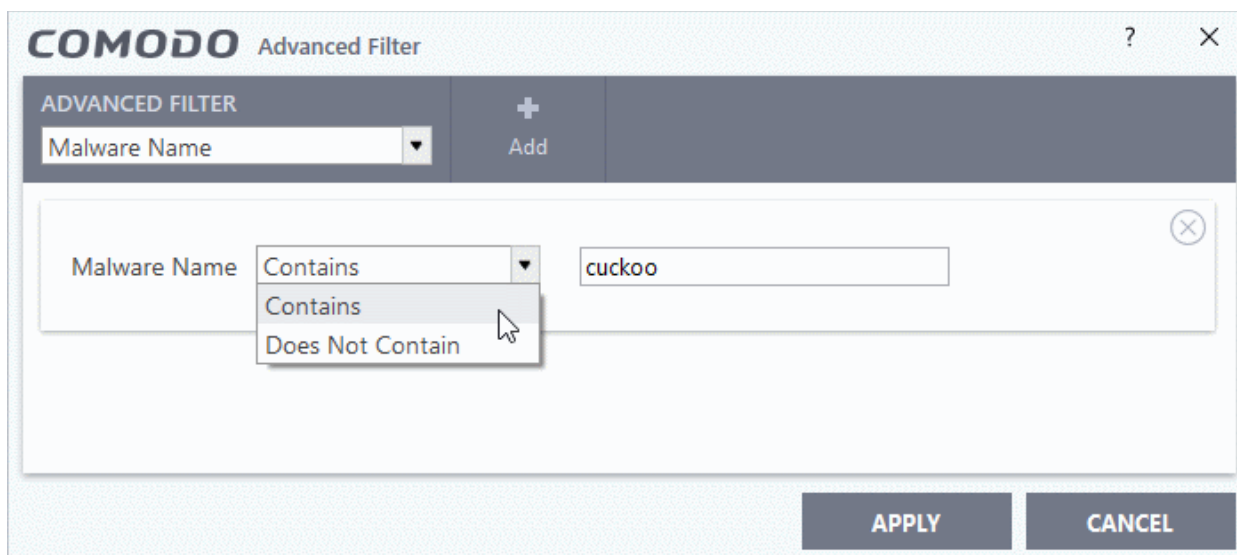 COMODO Advanced Filter ?
ADVANCED FILTER
Malware Name
Add
Malware Name Contains cuckoo
Contains
Does Not Contain
APPLY CANCEL